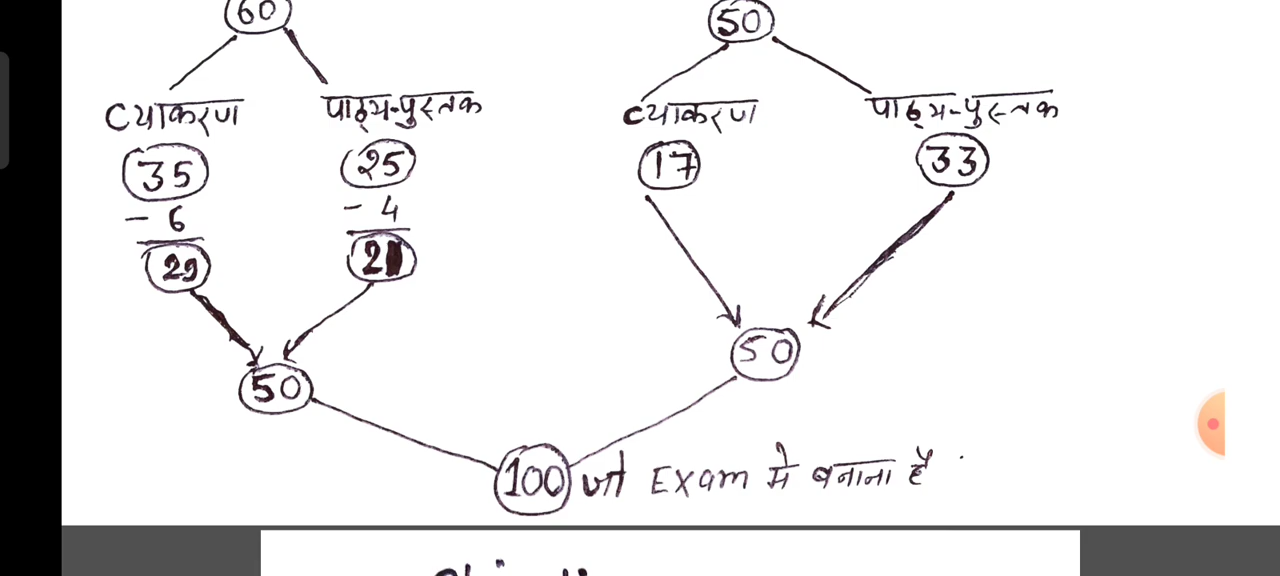 60 50
व्याकरण पाठ्य-पुस्तक व्याकरण पाठ्य-पुस्तक
35 25 17 33
- 6 - 4
29 21
50 50
100 जो Exam मे बनाना है